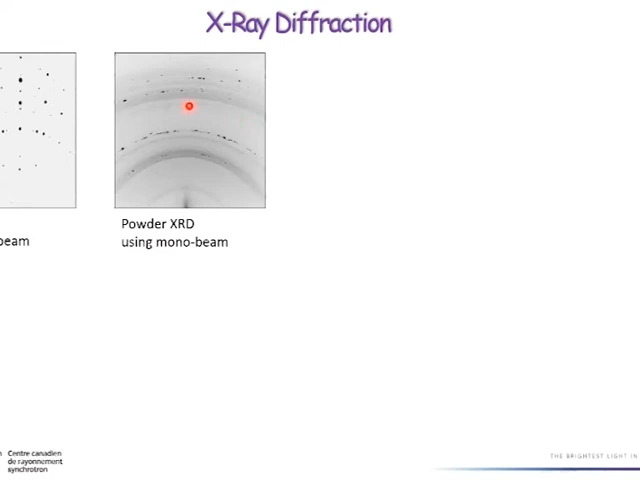 X-Ray Diffraction
Powder XRD
using mono-beam
beam
Centre canadien
de rayonnement
synchrotron
THE BRIGHTEST LIGHT IN